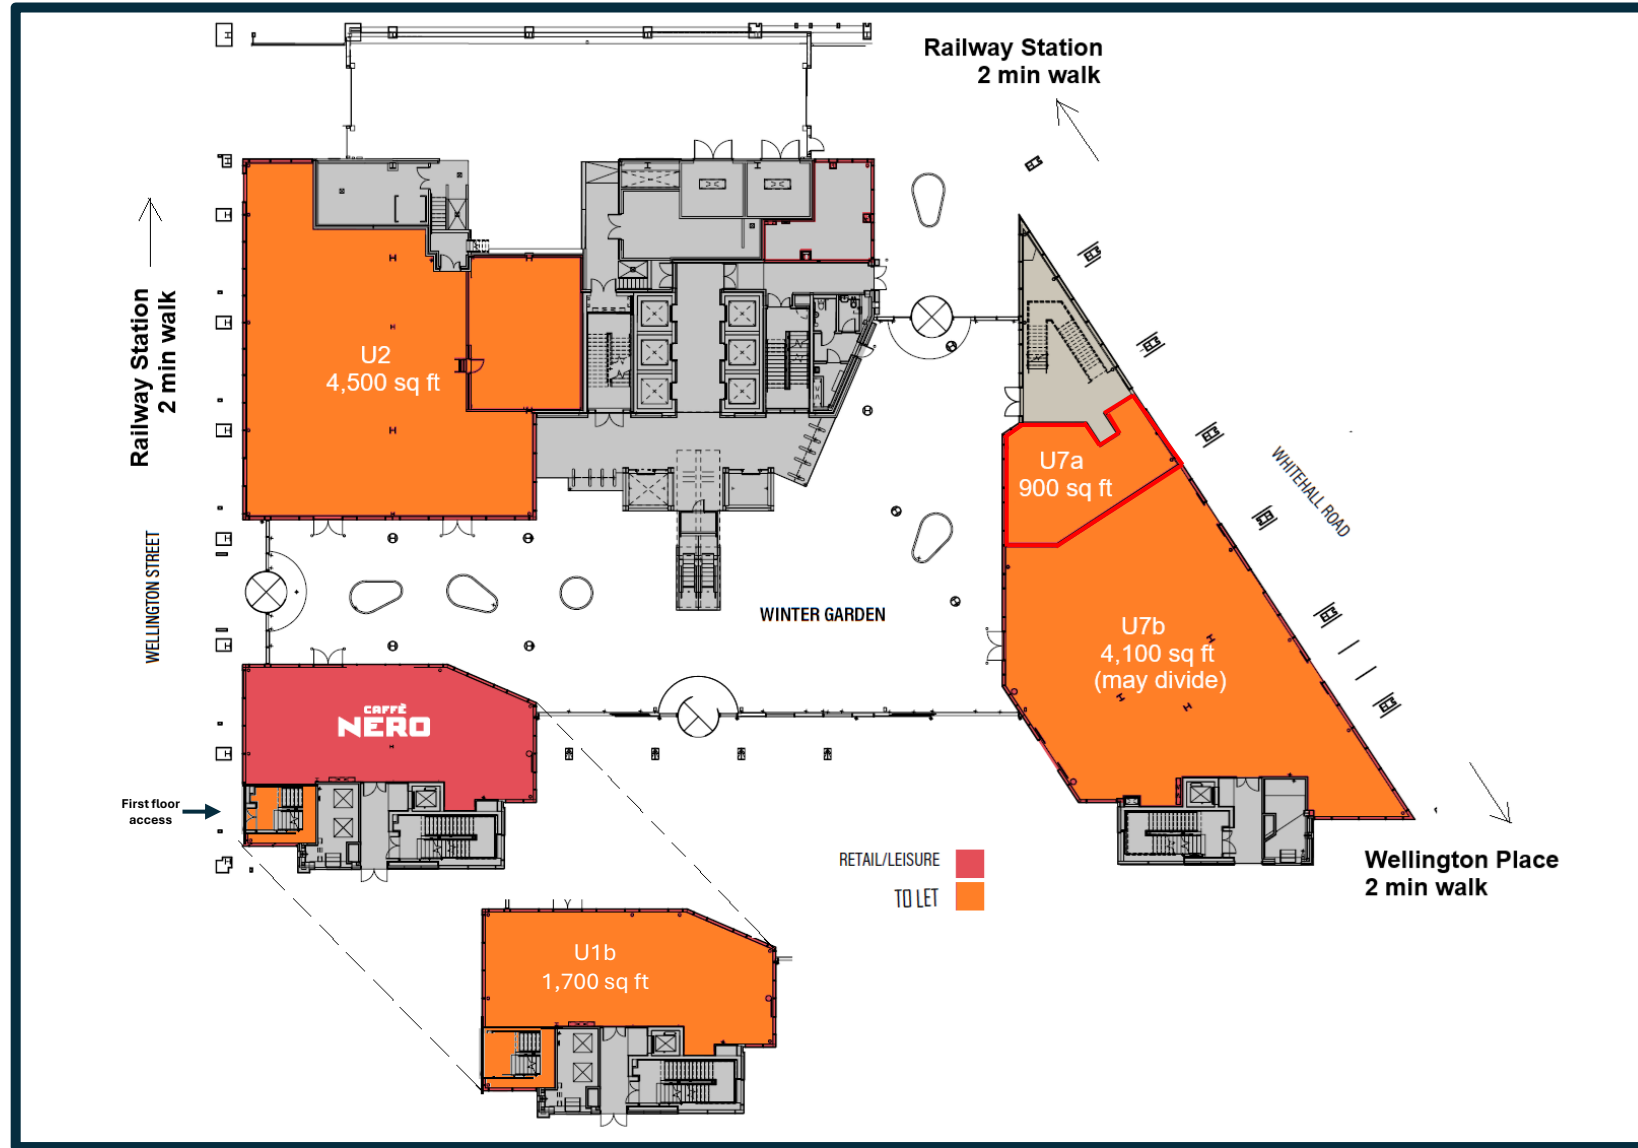 Railway Station
2 min walk
Railway Station
2 min walk
U2
4,500 sq ft
U7a
900 sq ft
WHITEHALL ROAD
WELLINGTON STREET
WINTER GARDEN
U7b
4,100 sq ft
(may divide)
CAFFÈ
NERO
First floor
access
RETAIL/LEISURE
TO LET
Wellington Place
2 min walk
U1b
1,700 sq ft